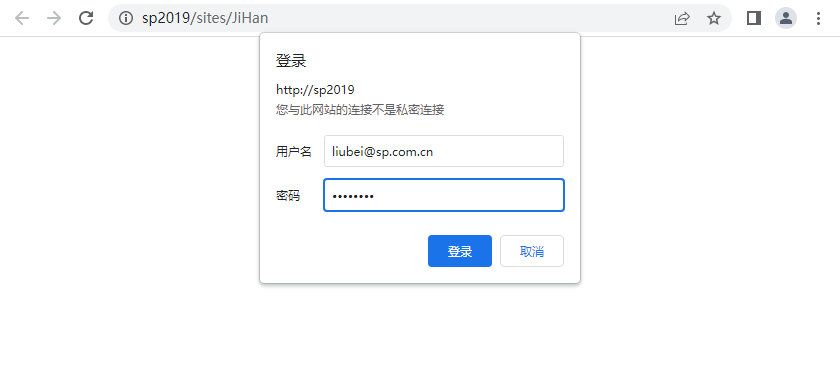 sp2019/sites/JiHan
登录
http://sp2019
您与此网站的连接不是私密连接
用户名 liubei@sp.com.cn
密码 ••••••••
登录 取消